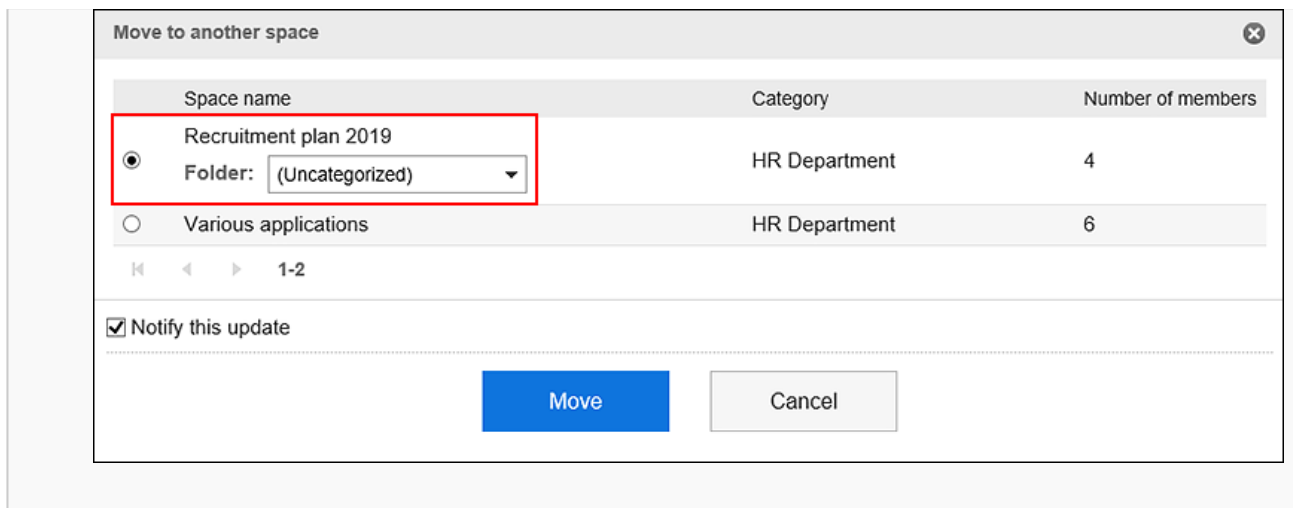 Move to another space
Space name Category Number of members
Recruitment plan 2019
Folder: (Uncategorized) HR Department 4
Various applications HR Department 6
1-2
Notify this update
Move Cancel